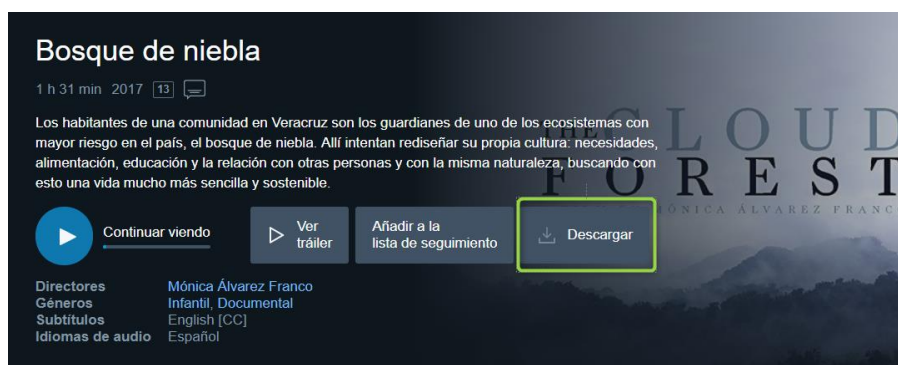 Bosque de niebla
1 h 31 min 2017 13
Los habitantes de una comunidad en Veracruz son los guardianes de uno de los ecosistemas con
mayor riesgo en el país, el bosque de niebla. Allí intentan rediseñar su propia cultura: necesidades,
alimentación, educación y la relación con otras personas y con la misma naturaleza, buscando con
esto una vida mucho más sencilla y sostenible.
THE CLOUD
FOREST
MÓNICA ÁLVAREZ FRANC
Continuar viendo
Ver
tráiler
Añadir a la
lista de seguimiento
Descargar
Directores Mónica Álvarez Franco
Géneros Infantil, Documental
Subtítulos English [CC]
Idiomas de audio Español